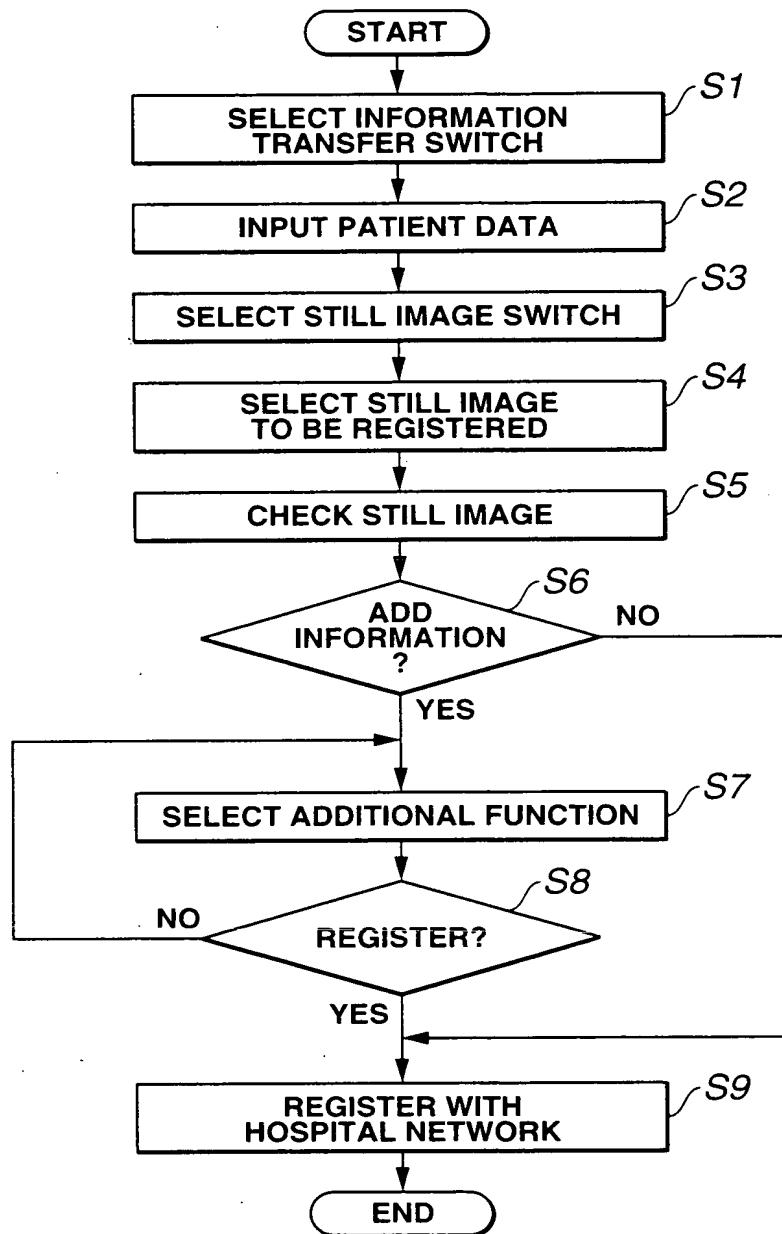 START
S1
SELECT INFORMATION
TRANSFER SWITCH
S2
INPUT PATIENT DATA
S3
SELECT STILL IMAGE SWITCH
S4
SELECT STILL IMAGE
TO BE REGISTERED
S5
CHECK STILL IMAGE
S6
ADD
INFORMATION
?
NO
YES
S7
SELECT ADDITIONAL FUNCTION
S8
NO
REGISTER?
YES
S9
REGISTER WITH
HOSPITAL NETWORK
END